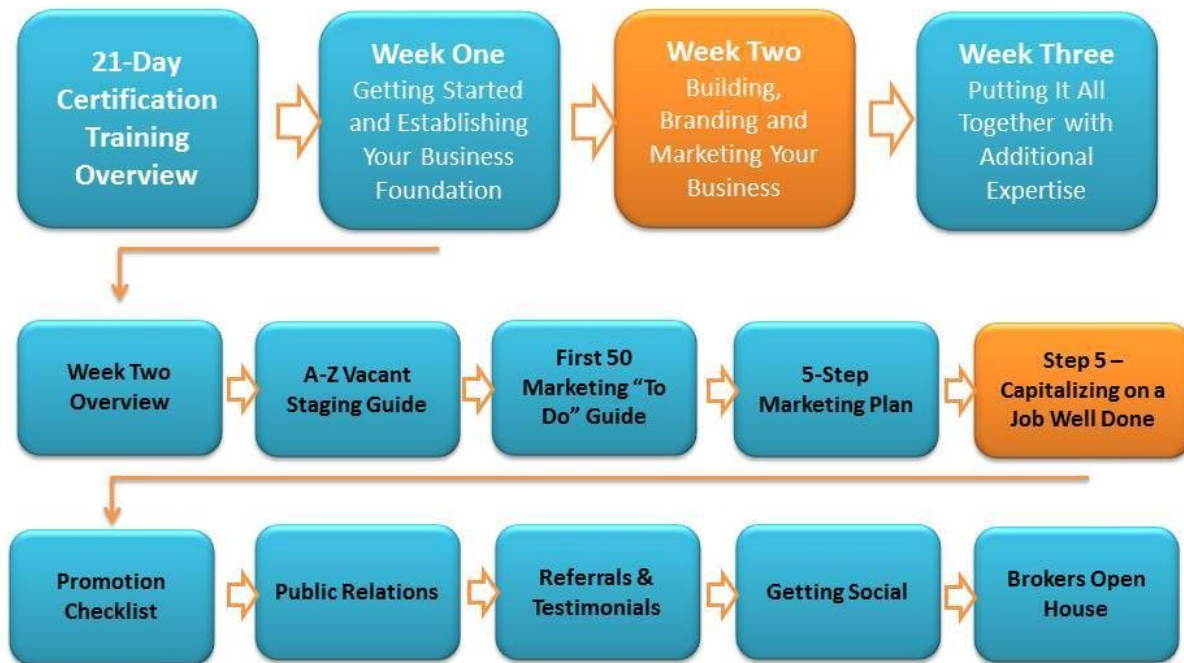 21-Day
Certification
Training
Overview
Week One
Getting Started
and Establishing
Your Business
Foundation
Week Two
Building,
Branding and
Marketing Your
Business
Week Three
Putting It All
Together with
Additional
Expertise
Week Two
Overview
A-Z Vacant
Staging Guide
First 50
Marketing “To
Do” Guide
5-Step
Marketing Plan
Step 5 –
Capitalizing on a
Job Well Done
Promotion
Checklist
Public Relations
Referrals &
Testimonials
Getting Social
Brokers Open
House